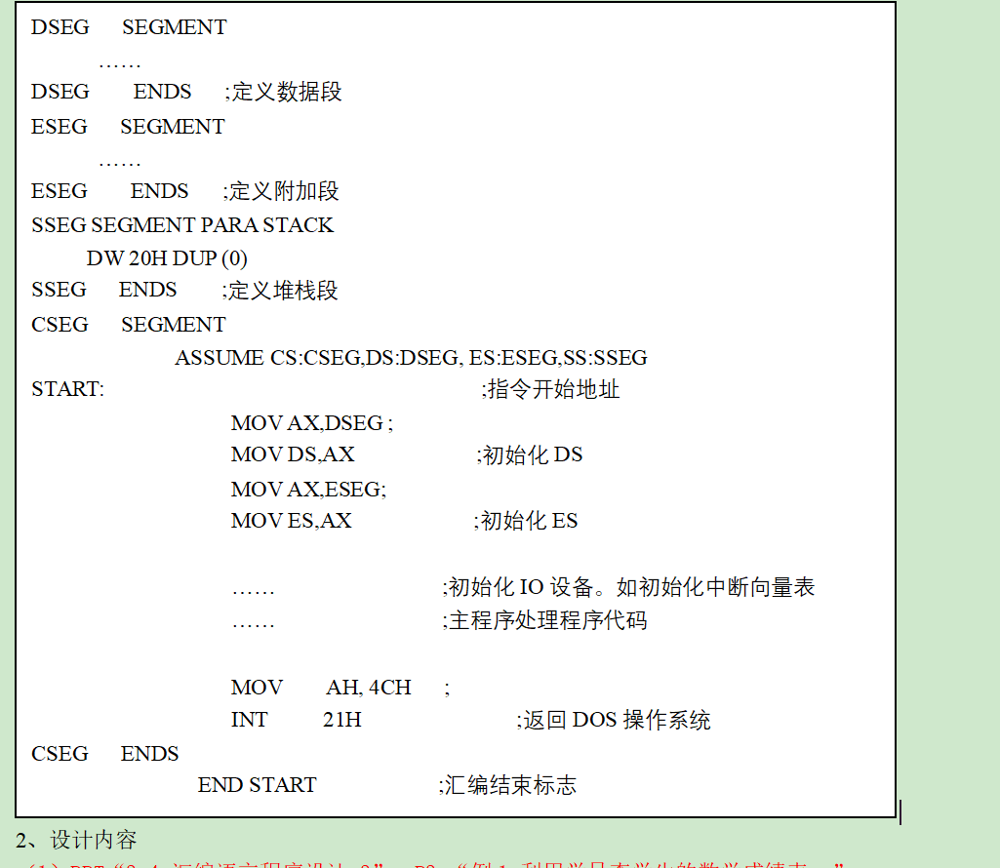 DSEG SEGMENT
……
DSEG ENDS ;定义数据段
ESEG SEGMENT
……
ESEG ENDS ;定义附加段
SSEG SEGMENT PARA STACK
DW 20H DUP (0)
SSEG ENDS ;定义堆栈段
CSEG SEGMENT
ASSUME CS:CSEG,DS:DSEG, ES:ESEG,SS:SSEG
START: ;指令开始地址
MOV AX,DSEG ;
MOV DS,AX ;初始化 DS
MOV AX,ESEG;
MOV ES,AX ;初始化 ES
…… ;初始化 IO 设备。如初始化中断向量表
…… ;主程序处理程序代码
MOV AH, 4CH ;
INT 21H ;返回 DOS 操作系统
CSEG ENDS
END START ;汇编结束标志
2、设计内容